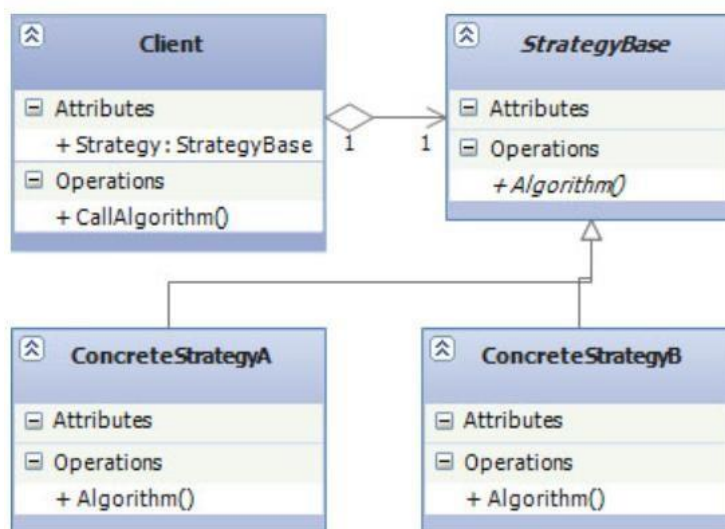 Client
Attributes
+ Strategy : StrategyBase
Operations
+ CallAlgorithm()
1
1
StrategyBase
Attributes
Operations
+ Algorithm()
ConcreteStrategyA
Attributes
Operations
+ Algorithm()
ConcreteStrategyB
Attributes
Operations
+ Algorithm()